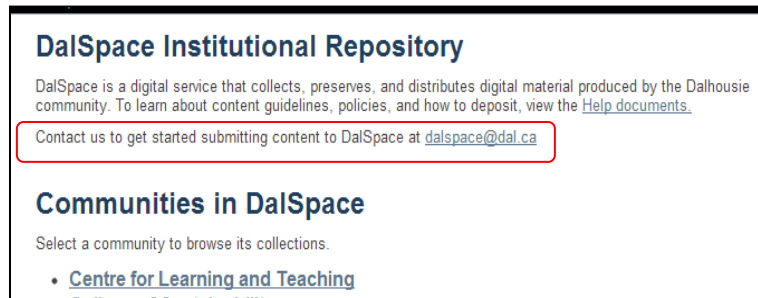 DalSpace Institutional Repository
DalSpace is a digital service that collects, preserves, and distributes digital material produced by the Dalhousie
community. To learn about content guidelines, policies, and how to deposit, view the Help documents.
Contact us to get started submitting content to DalSpace at dalspace@dal.ca
Communities in DalSpace
Select a community to browse its collections.
• Centre for Learning and Teaching